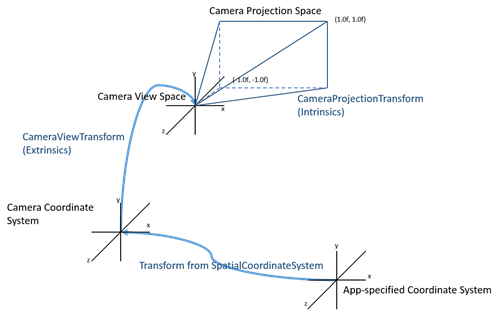 Camera Projection Space
(1.0f, 1.0f)
y
(-1.0f, -1.0f)
Camera View Space
CameraProjectionTransform
(Intrinsics)
x
z
CameraViewTransform
(Extrinsics)
Camera Coordinate
System
y
x
z
Transform from SpatialCoordinateSystem
y
x
App-specified Coordinate System
z